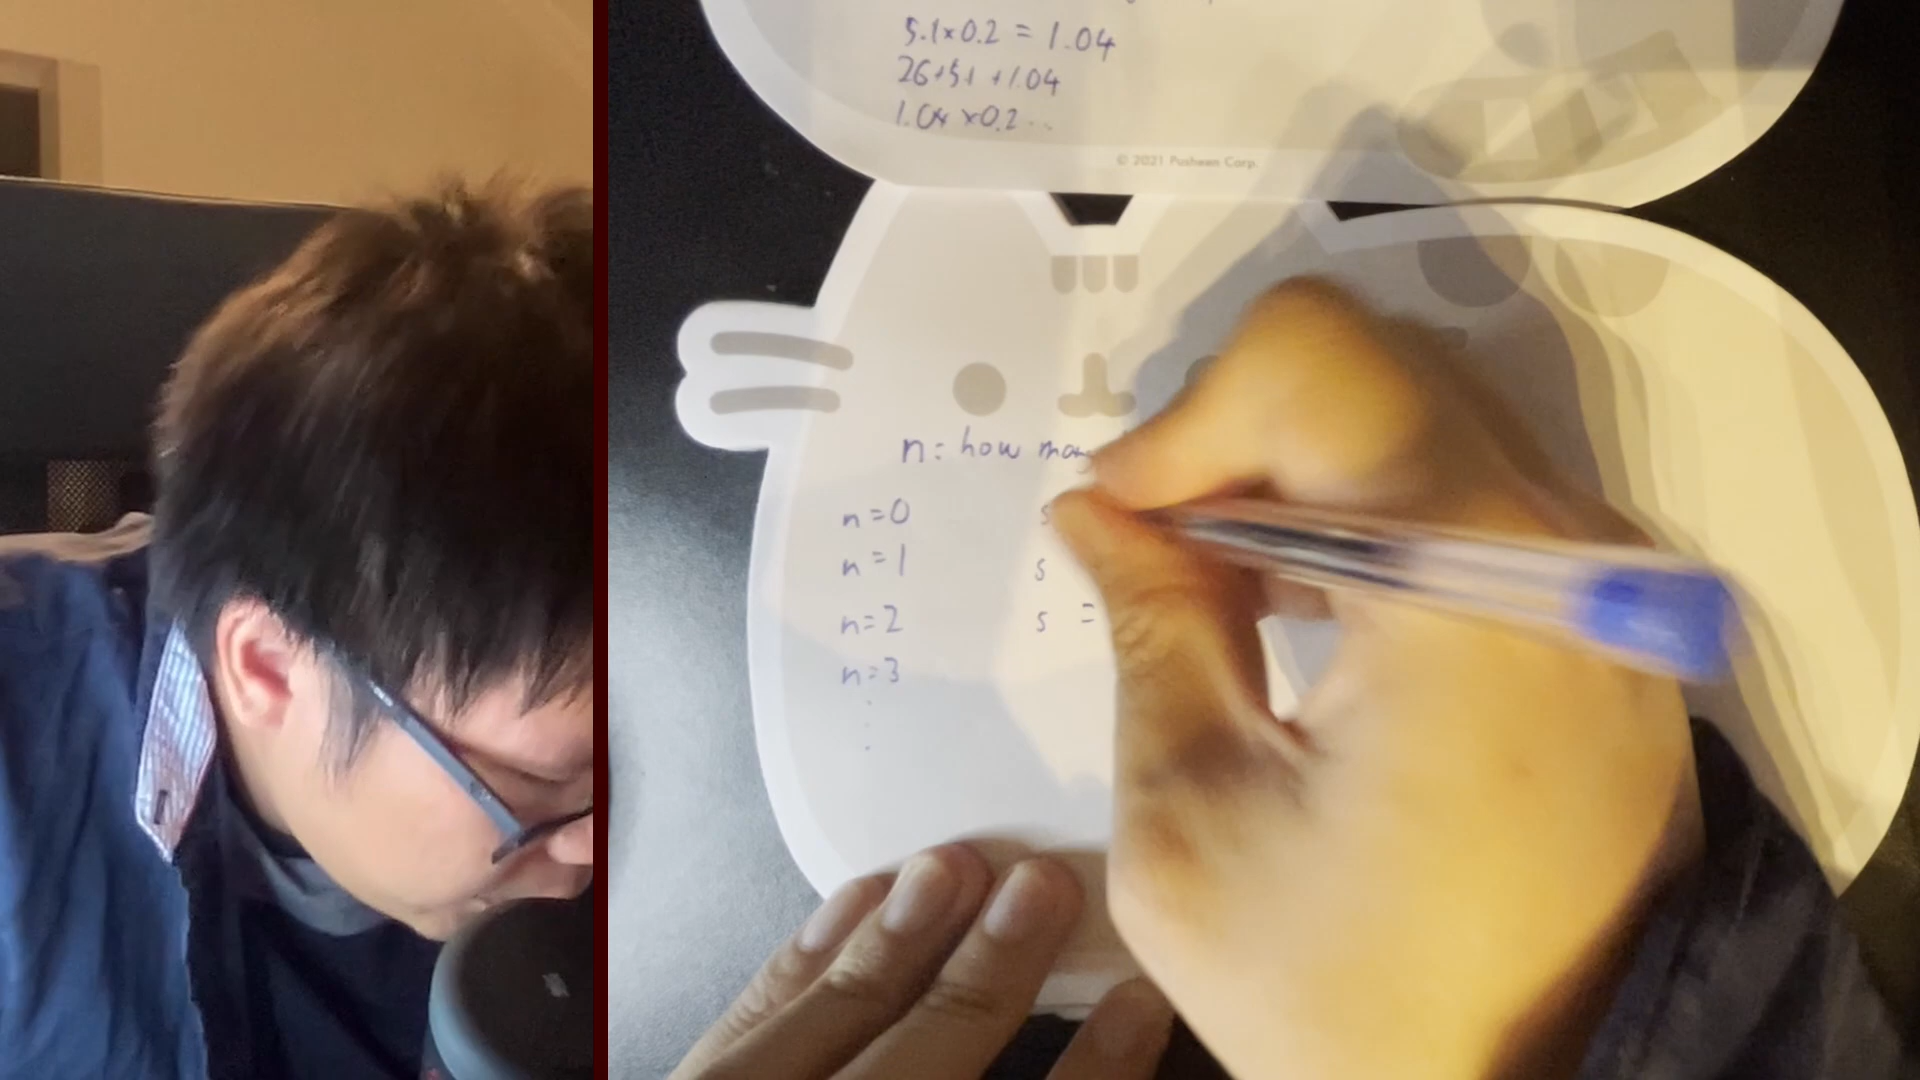 5.1×0.2 = 1.04
26+5.1 +1.04
1.04 ×0.2 ...
© 2021 Pusheen Corp.
n: how many
n=0 s
n=1 s
n=2 s =
n=3